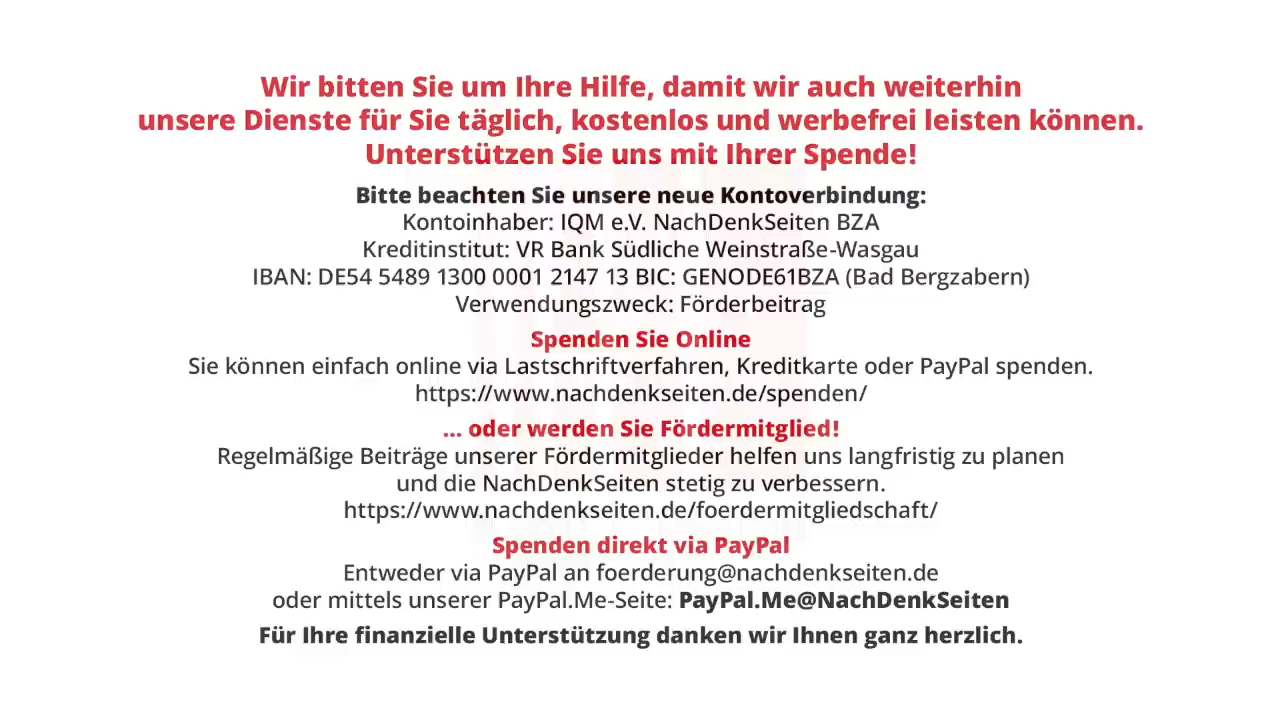 Wir bitten Sie um Ihre Hilfe, damit wir auch weiterhin
unsere Dienste für Sie täglich, kostenlos und werbefrei leisten können.
Unterstützen Sie uns mit Ihrer Spende!
Bitte beachten Sie unsere neue Kontoverbindung:
Kontoinhaber: IQM e.V. NachDenkSeiten BZA
Kreditinstitut: VR Bank Südliche Weinstraße-Wasgau
IBAN: DE54 5489 1300 0001 2147 13 BIC: GENODE61BZA (Bad Bergzabern)
Verwendungszweck: Förderbeitrag
Spenden Sie Online
Sie können einfach online via Lastschriftverfahren, Kreditkarte oder PayPal spenden.
https://www.nachdenkseiten.de/spenden/
... oder werden Sie Fördermitglied!
Regelmäßige Beiträge unserer Fördermitglieder helfen uns langfristig zu planen
und die NachDenkSeiten stetig zu verbessern.
https://www.nachdenkseiten.de/foerdermitgliedschaft/
Spenden direkt via PayPal
Entweder via PayPal an foerderung@nachdenkseiten.de
oder mittels unserer PayPal.Me-Seite: PayPal.Me@NachDenkSeiten
Für Ihre finanzielle Unterstützung danken wir Ihnen ganz herzlich.